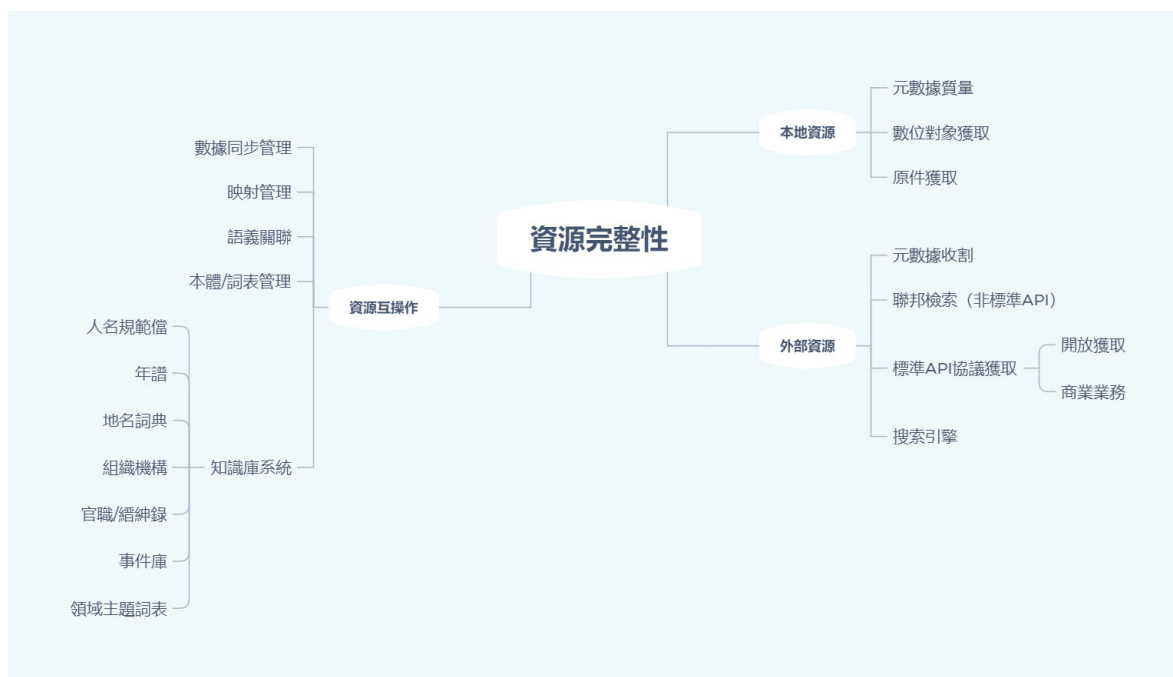 資源完整性
本地資源
元數據質量
數位對象獲取
原件獲取
外部資源
元數據收割
聯邦檢索（非標準API）
標準API協議獲取
開放獲取
商業業務
搜索引擎
資源互操作
數據同步管理
映射管理
語義關聯
本體/詞表管理
知識庫系統
人名規範檔
年譜
地名詞典
組織機構
官職/縉紳錄
事件庫
領域主題詞表